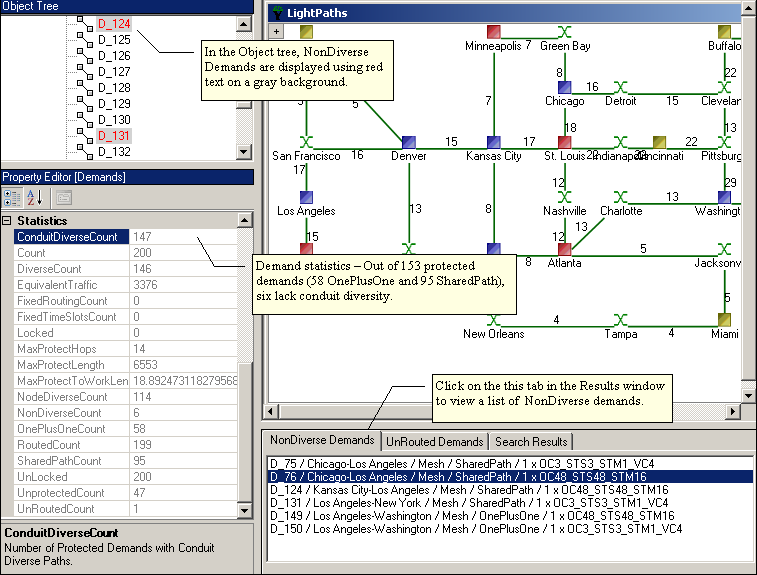 Object Tree
D_124
D_125
D_126
D_127
D_128
D_129
D_130
D_131
D_132
In the Object tree, NonDiverse
Demands are displayed using red
text on a gray background.
Property Editor [Demands]
Statistics
ConduitDiverseCount 147
Count 200
DiverseCount 146
EquivalentTraffic 3376
FixedRoutingCount 0
FixedTimeSlotsCount 0
Locked 0
MaxProtectHops 14
MaxProtectLength 6553
MaxProtectToWorkLen 18.892473118279568
NodeDiverseCount 114
NonDiverseCount 6
OnePlusOneCount 58
RoutedCount 199
SharedPathCount 95
UnLocked 200
UnprotectedCount 47
UnRoutedCount 1
ConduitDiverseCount
Number of Protected Demands with Conduit
Diverse Paths.
Demand statistics – Out of 153 protected
demands (58 OnePlusOne and 95 SharedPath),
six lack conduit diversity.
LightPaths
+
Minneapolis 7 Green Bay Buffalo
8 22
16
Chicago Detroit 15 Clevelan
5 7
18 13
15 17 22
San Francisco 16 Denver Kansas City St. Louis Indianapolis Cincinnati Pittsburg
17 12 13 29
Los Angeles Nashville Charlotte Washingt
13 8 13
15 12
8 Atlanta 5 Jacksonv
5
4
New Orleans Tampa 4 Miami
Click on the this tab in the Results window
to view a list of NonDiverse demands.
NonDiverse Demands UnRouted Demands Search Results
D_75 / Chicago-Los Angeles / Mesh / SharedPath / 1 x OC3_STS3_STM1_VC4
D_76 / Chicago-Los Angeles / Mesh / SharedPath / 1 x OC48_STS48_STM16
D_124 / Kansas City-Los Angeles / Mesh / SharedPath / 1 x OC48_STS48_STM16
D_131 / Los Angeles-New York / Mesh / SharedPath / 1 x OC3_STS3_STM1_VC4
D_149 / Los Angeles-Washington / Mesh / OnePlusOne / 1 x OC48_STS48_STM16
D_150 / Los Angeles-Washington / Mesh / OnePlusOne / 1 x OC3_STS3_STM1_VC4